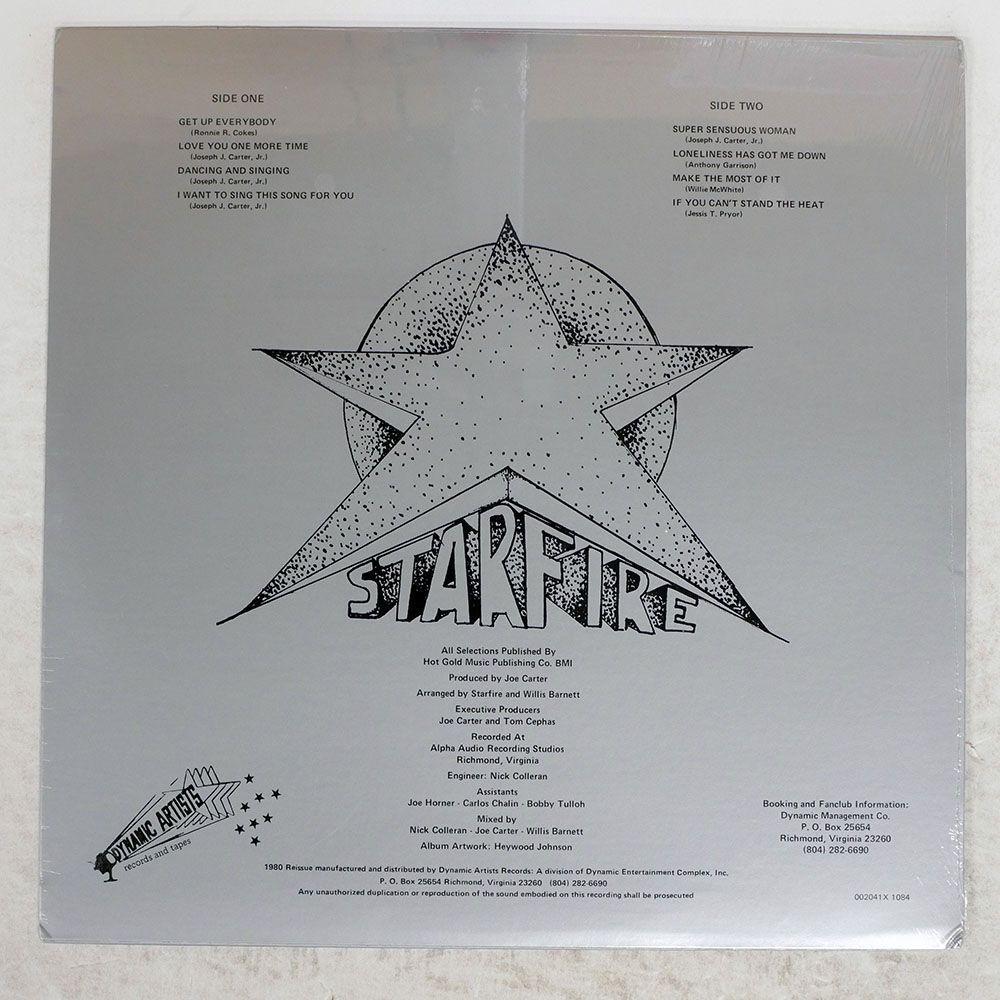 SIDE ONE
GET UP EVERYBODY
(Ronnie R. Cokes)
LOVE YOU ONE MORE TIME
(Joseph J. Carter, Jr.)
DANCING AND SINGING
(Joseph J. Carter, Jr.)
I WANT TO SING THIS SONG FOR YOU
(Joseph J. Carter, Jr.)
SIDE TWO
SUPER SENSUOUS WOMAN
(Joseph J. Carter, Jr.)
LONELINESS HAS GOT ME DOWN
(Anthony Garrison)
MAKE THE MOST OF IT
(Willie McWhite)
IF YOU CAN'T STAND THE HEAT
(Jessis T. Pryor)
STARFIRE
All Selections Published By
Hot Gold Music Publishing Co. BMI
Produced by Joe Carter
Arranged by Starfire and Willis Barnett
Executive Producers
Joe Carter and Tom Cephas
Recorded At
Alpha Audio Recording Studios
Richmond, Virginia
Engineer: Nick Colleran
Assistants
Joe Horner - Carlos Chalin - Bobby Tulloh
Mixed by
Nick Colleran - Joe Carter - Willis Barnett
Album Artwork: Heywood Johnson
DYNAMIC ARTISTS
records and tapes
Booking and Fanclub Information:
Dynamic Management Co.
P. O. Box 25654
Richmond, Virginia 23260
(804) 282-6690
1980 Reissue manufactured and distributed by Dynamic Artists Records: A division of Dynamic Entertainment Complex, Inc.
P. O. Box 25654 Richmond, Virginia 23260 (804) 282-6690
Any unauthorized duplication or reproduction of the sound embodied on this recording shall be prosecuted
002041X 1084